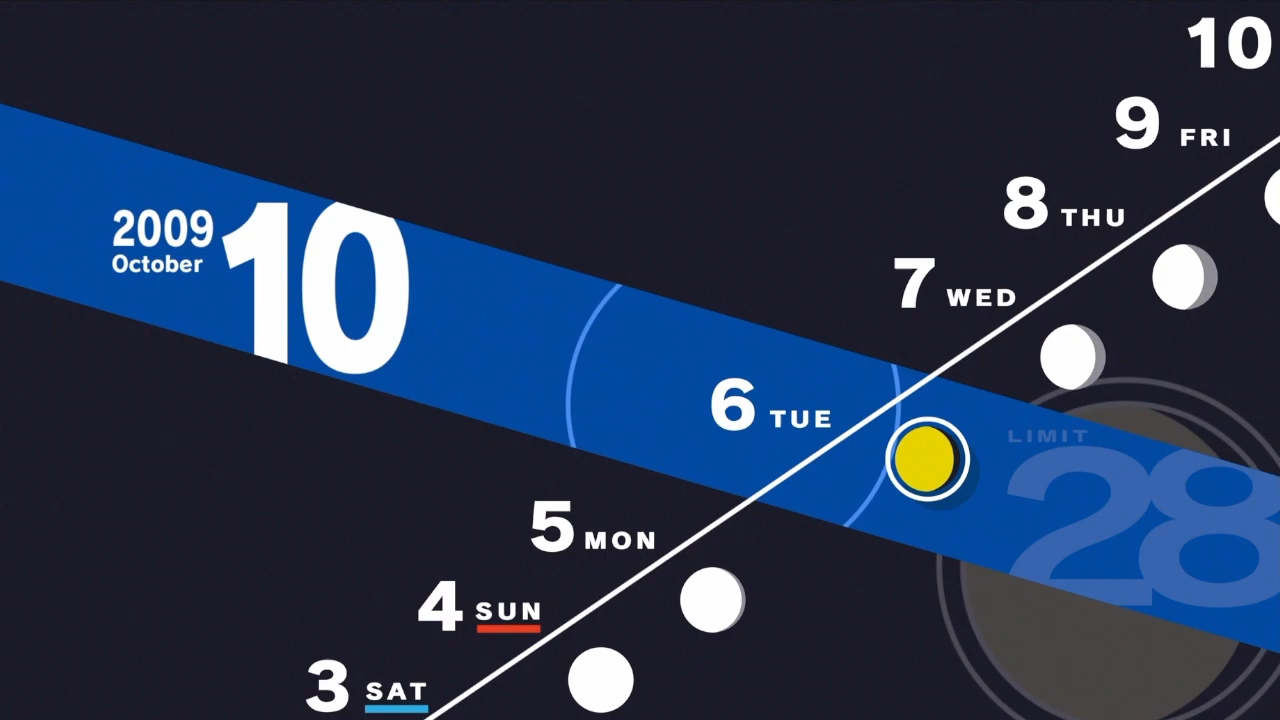 2009
October
10
10
9 FRI
8 THU
7 WED
6 TUE
5 MON
4 SUN
3 SAT
LIMIT
28